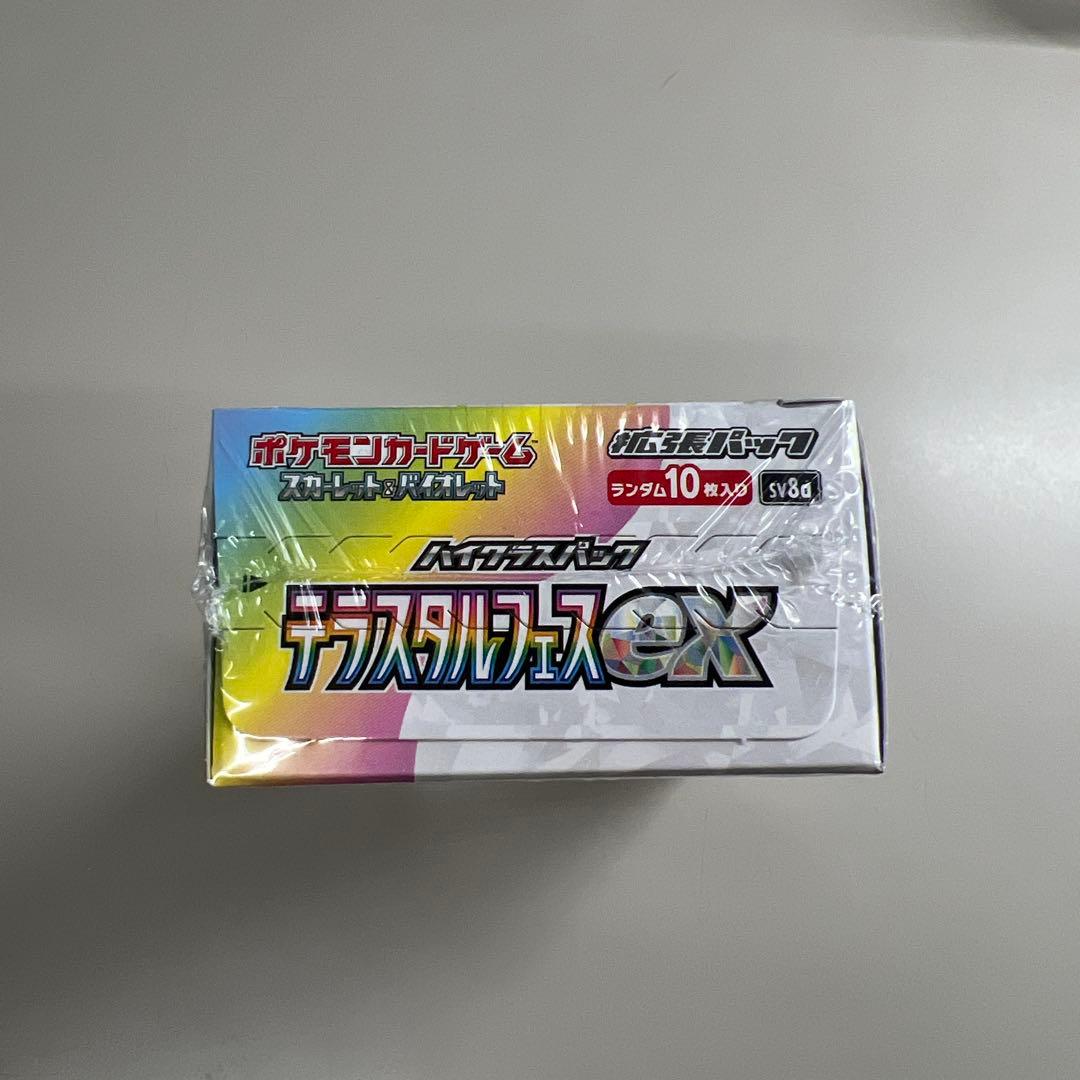 ポケモンカードゲーム
スカーレット&バイオレット
拡張パック
ランダム10枚入り SV8a
ハイクラスパック
テラスタルフェスex